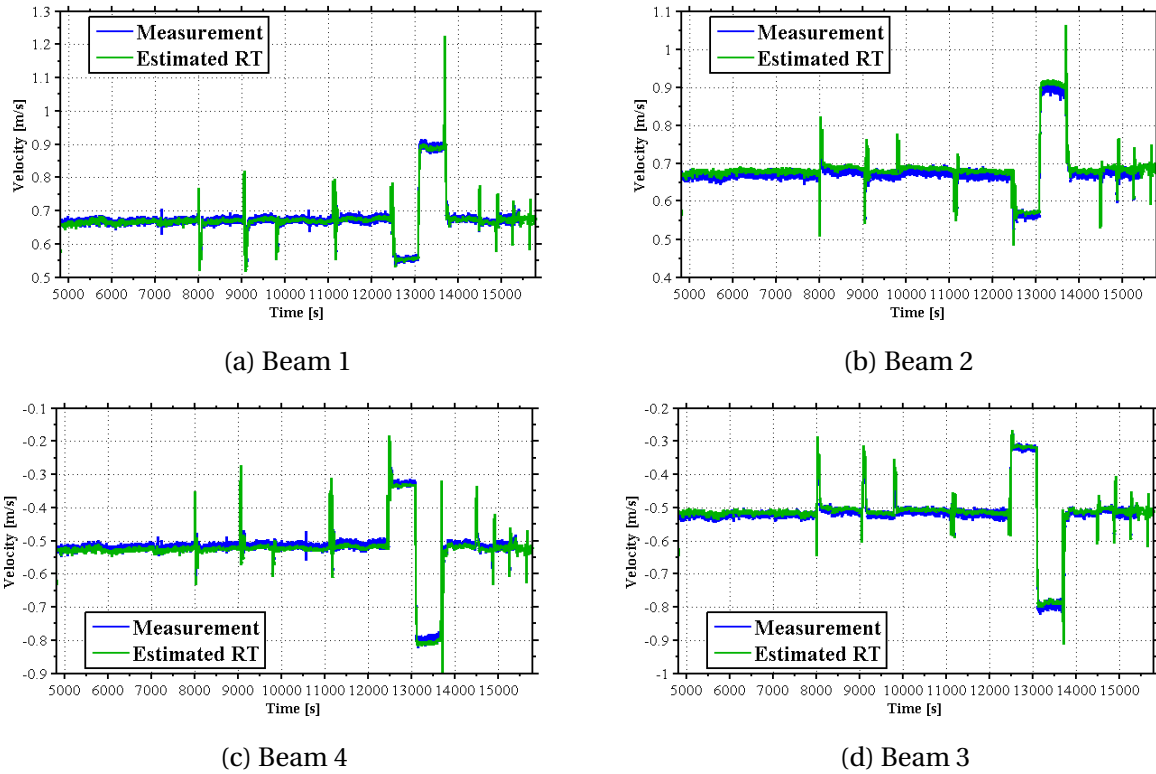 1.3
1.2
1.1
1
0.9
0.8
0.7
0.6
0.5
Velocity [m/s]
Measurement
Estimated RT
5000 6000 7000 8000 9000 10000 11000 12000 13000 14000 15000
Time [s]
(a) Beam 1
1.1
1
0.9
0.8
0.7
0.6
0.5
0.4
Velocity [m/s]
Measurement
Estimated RT
5000 6000 7000 8000 9000 10000 11000 12000 13000 14000 15000
Time [s]
(b) Beam 2
-0.1
-0.2
-0.3
-0.4
-0.5
-0.6
-0.7
-0.8
-0.9
Velocity [m/s]
Measurement
Estimated RT
5000 6000 7000 8000 9000 10000 11000 12000 13000 14000 15000
Time [s]
(c) Beam 4
-0.2
-0.3
-0.4
-0.5
-0.6
-0.7
-0.8
-0.9
-1
Velocity [m/s]
Measurement
Estimated RT
5000 6000 7000 8000 9000 10000 11000 12000 13000 14000 15000
Time [s]
(d) Beam 3